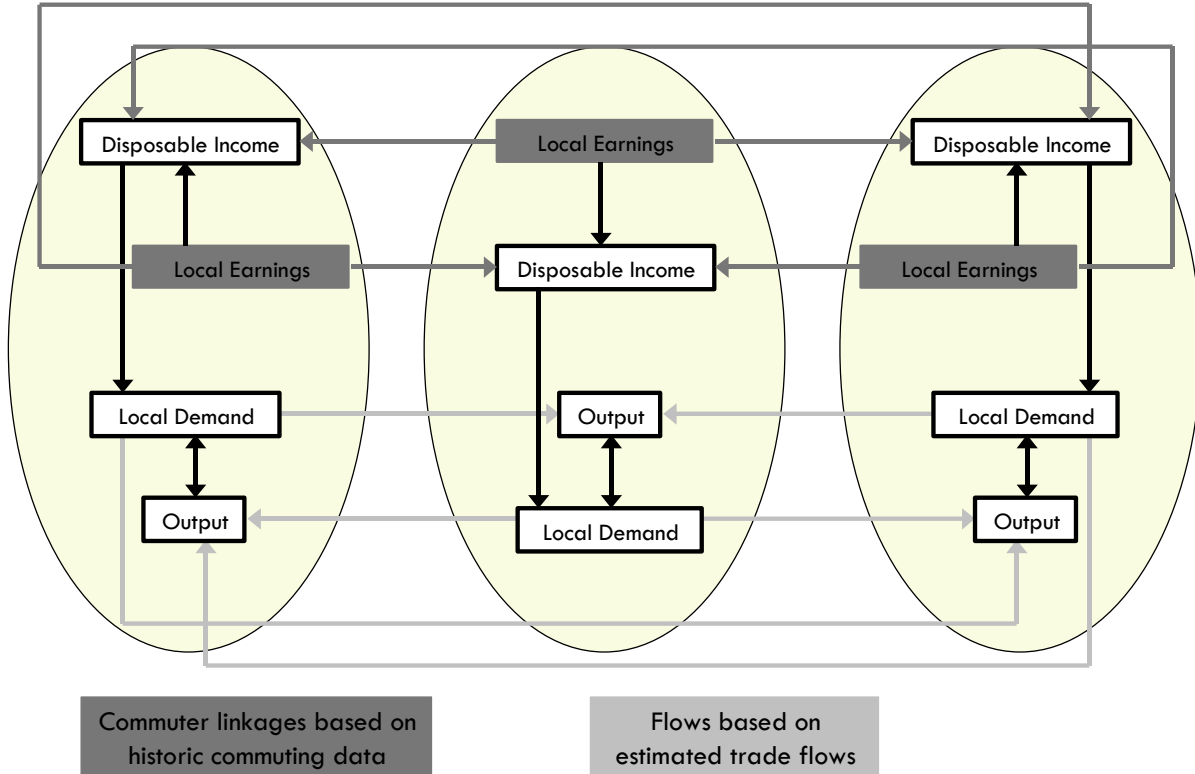 Local Earnings
Disposable Income
Disposable Income
Local Earnings
Disposable Income
Local Earnings
Local Demand
Output
Local Demand
Output
Local Demand
Output
Commuter linkages based on
historic commuting data
Flows based on
estimated trade flows